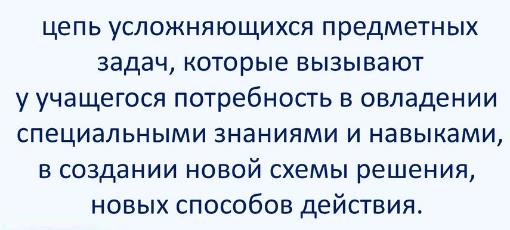 цепь усложняющихся предметных
задач, которые вызывают
у учащегося потребность в овладении
специальными знаниями и навыками,
в создании новой схемы решения,
новых способов действия.